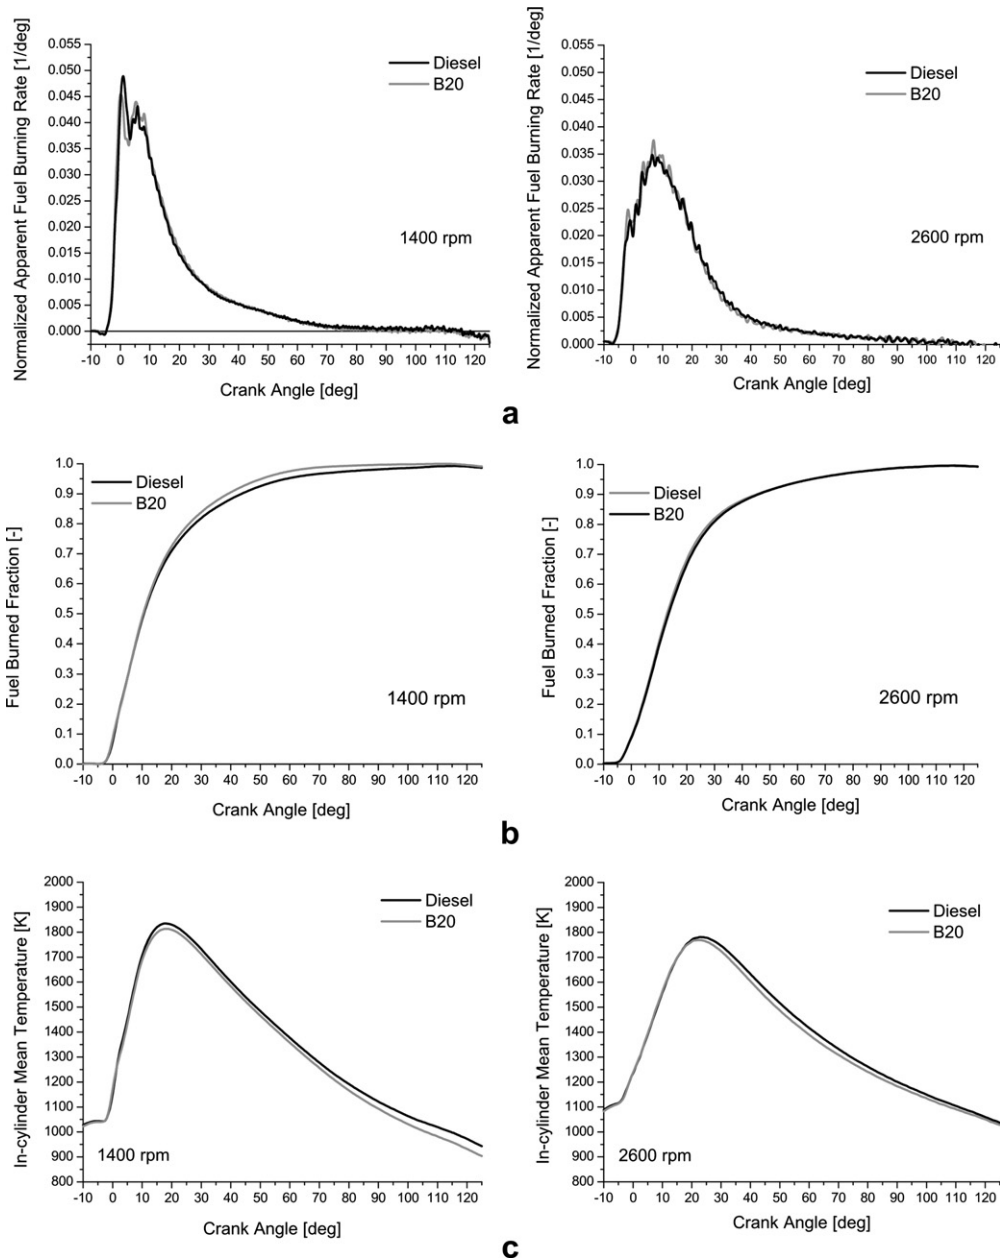 Normalized Apparent Fuel Burning Rate [1/deg]
0.055
0.050
0.045
0.040
0.035
0.030
0.025
0.020
0.015
0.010
0.005
0.000
Diesel
B20
1400 rpm
-10 0 10 20 30 40 50 60 70 80 90 100 110 120
Crank Angle [deg]
Normalized Apparent Fuel Burning Rate [1/deg]
0.055
0.050
0.045
0.040
0.035
0.030
0.025
0.020
0.015
0.010
0.005
0.000
Diesel
B20
2600 rpm
-10 0 10 20 30 40 50 60 70 80 90 100 110 120
Crank Angle [deg]
a
Fuel Burned Fraction [-]
1.0
0.9
0.8
0.7
0.6
0.5
0.4
0.3
0.2
0.1
0.0
Diesel
B20
1400 rpm
-10 0 10 20 30 40 50 60 70 80 90 100 110 120
Crank Angle [deg]
Fuel Burned Fraction [-]
1.0
0.9
0.8
0.7
0.6
0.5
0.4
0.3
0.2
0.1
0.0
Diesel
B20
2600 rpm
-10 0 10 20 30 40 50 60 70 80 90 100 110 120
Crank Angle [deg]
b
In-cylinder Mean Temperature [K]
2000
1900
1800
1700
1600
1500
1400
1300
1200
1100
1000
900
800
Diesel
B20
1400 rpm
-10 0 10 20 30 40 50 60 70 80 90 100 110 120
Crank Angle [deg]
In-cylinder Mean Temperature [K]
2000
1900
1800
1700
1600
1500
1400
1300
1200
1100
1000
900
800
Diesel
B20
2600 rpm
-10 0 10 20 30 40 50 60 70 80 90 100 110 120
Crank Angle [deg]
c